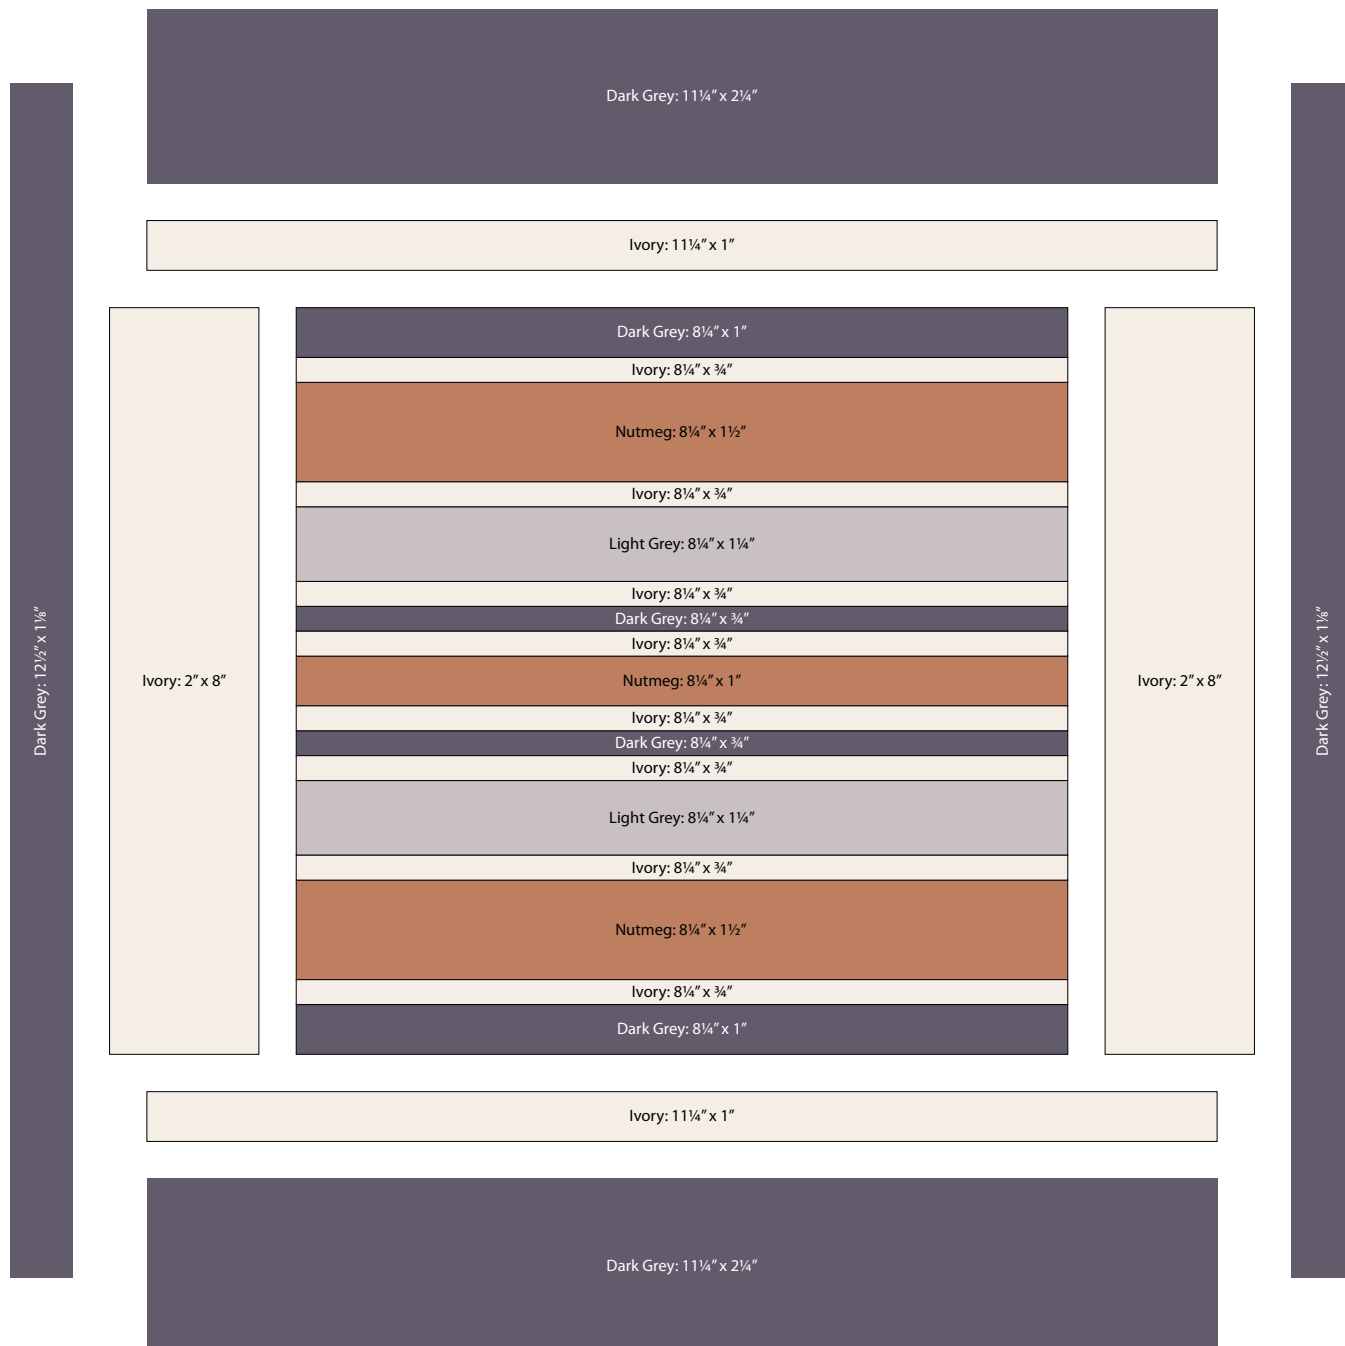 Dark Grey: 11¼” x 2¼”
Ivory: 11¼” x 1”
Dark Grey: 12½” x 1⅛”
Ivory: 2” x 8”
Dark Grey: 8¼” x 1”
Ivory: 8¼” x ¾”
Nutmeg: 8¼” x 1½”
Ivory: 8¼” x ¾”
Light Grey: 8¼” x 1¼”
Ivory: 8¼” x ¾”
Dark Grey: 8¼” x ¾”
Ivory: 8¼” x ¾”
Nutmeg: 8¼” x 1”
Ivory: 8¼” x ¾”
Dark Grey: 8¼” x ¾”
Ivory: 8¼” x ¾”
Light Grey: 8¼” x 1¼”
Ivory: 8¼” x ¾”
Nutmeg: 8¼” x 1½”
Ivory: 8¼” x ¾”
Dark Grey: 8¼” x 1”
Ivory: 2” x 8”
Dark Grey: 12½” x 1⅛”
Ivory: 11¼” x 1”
Dark Grey: 11¼” x 2¼”